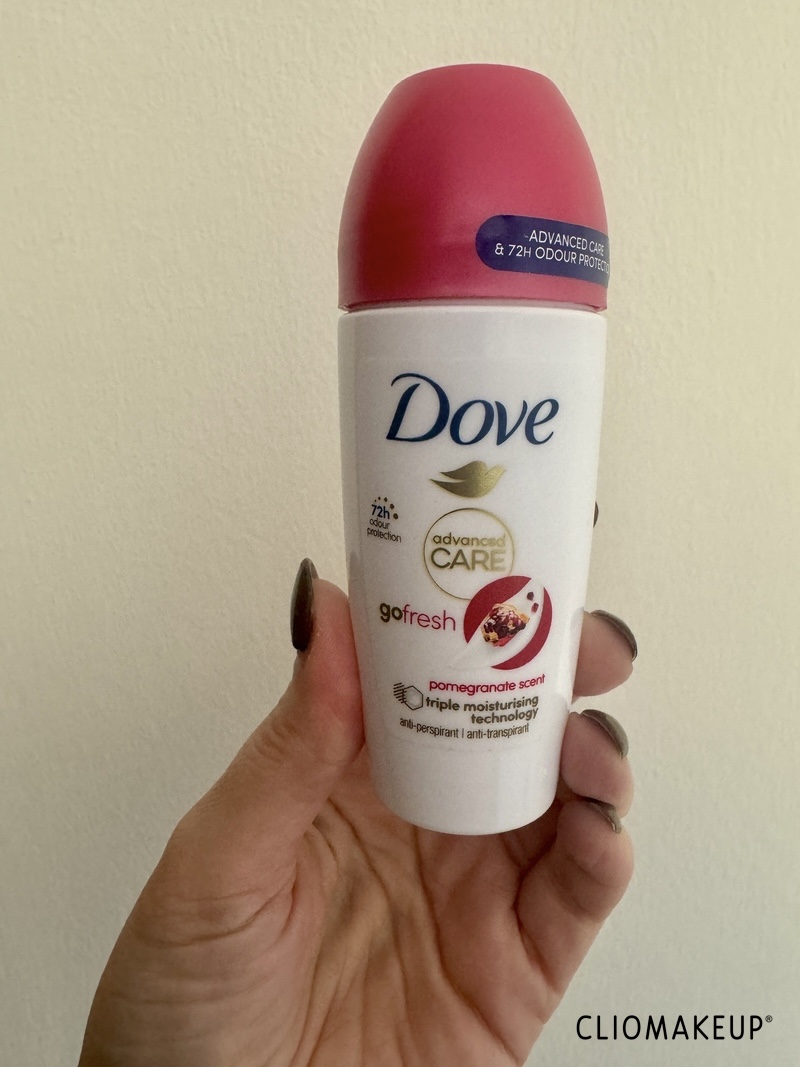 ADVANCED CARE
& 72H ODOUR
Dove
72h
odour
protection
advanced
CARE
gofresh
pomegranate scent
triple moisturising
technology
anti-perspirant | anti-transpirant
CLIOMAKEUP®